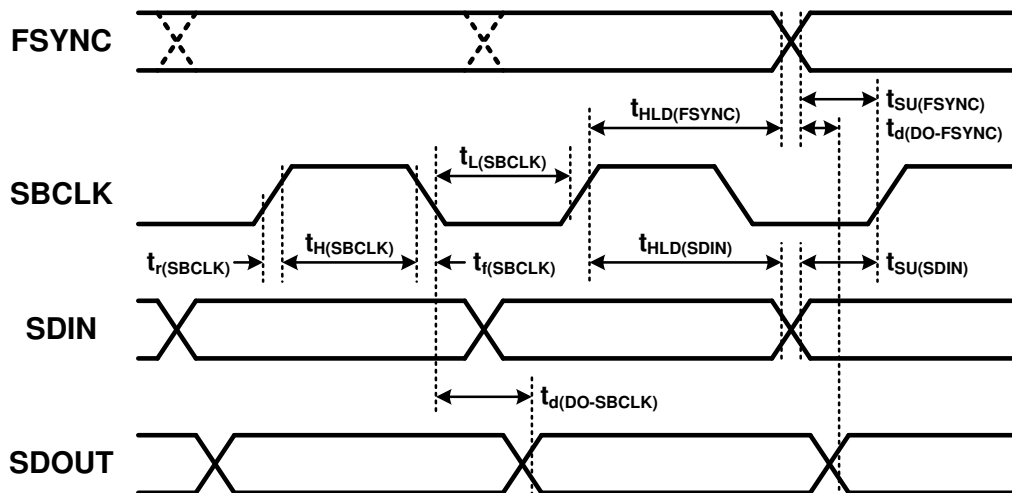 FSYNC
tSU(FSYNC)
tHLD(FSYNC)
td(DO-FSYNC)
tL(SBCLK)
SBCLK
tr(SBCLK)
tH(SBCLK)
tf(SBCLK)
tHLD(SDIN)
tSU(SDIN)
SDIN
td(DO-SBCLK)
SDOUT